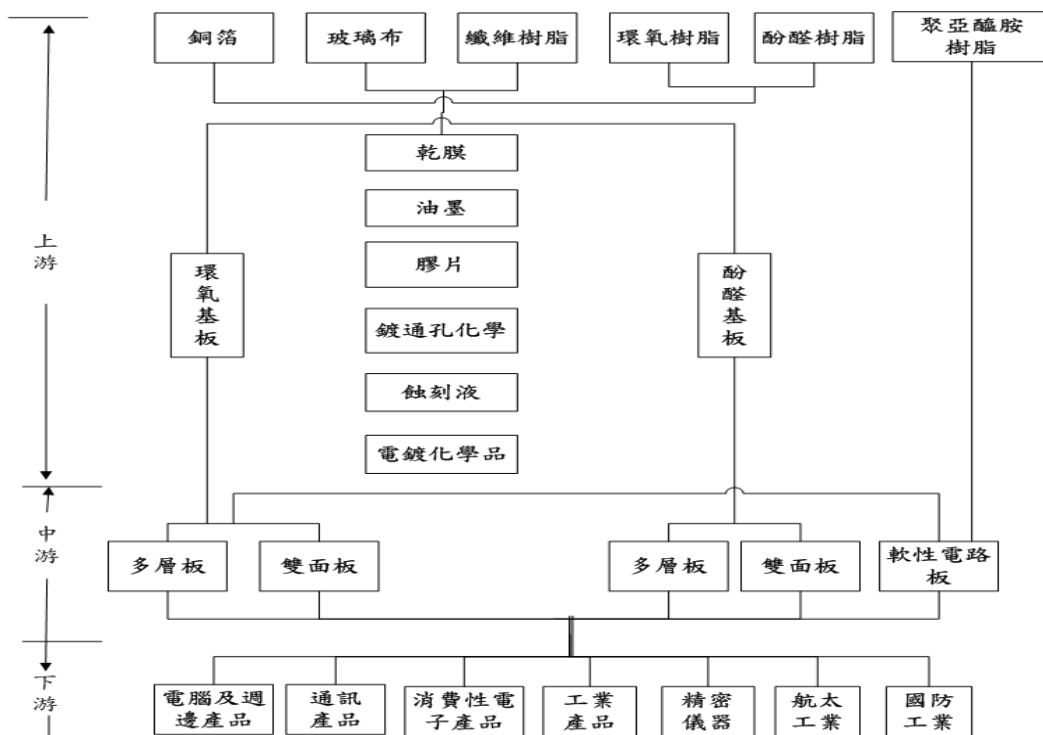 銅箔
玻璃布
纖維樹脂
環氧樹脂
酚醛樹脂
聚亞醯胺
樹脂
乾膜
油墨
膠片
鍍通孔化學
蝕刻液
電鍍化學品
環氧基板
酚醛基板
上游
中游
多層板
雙面板
多層板
雙面板
軟性電路
板
下游
電腦及週
邊產品
通訊
產品
消費性電
子產品
工業
產品
精密
儀器
航太
工業
國防
工業